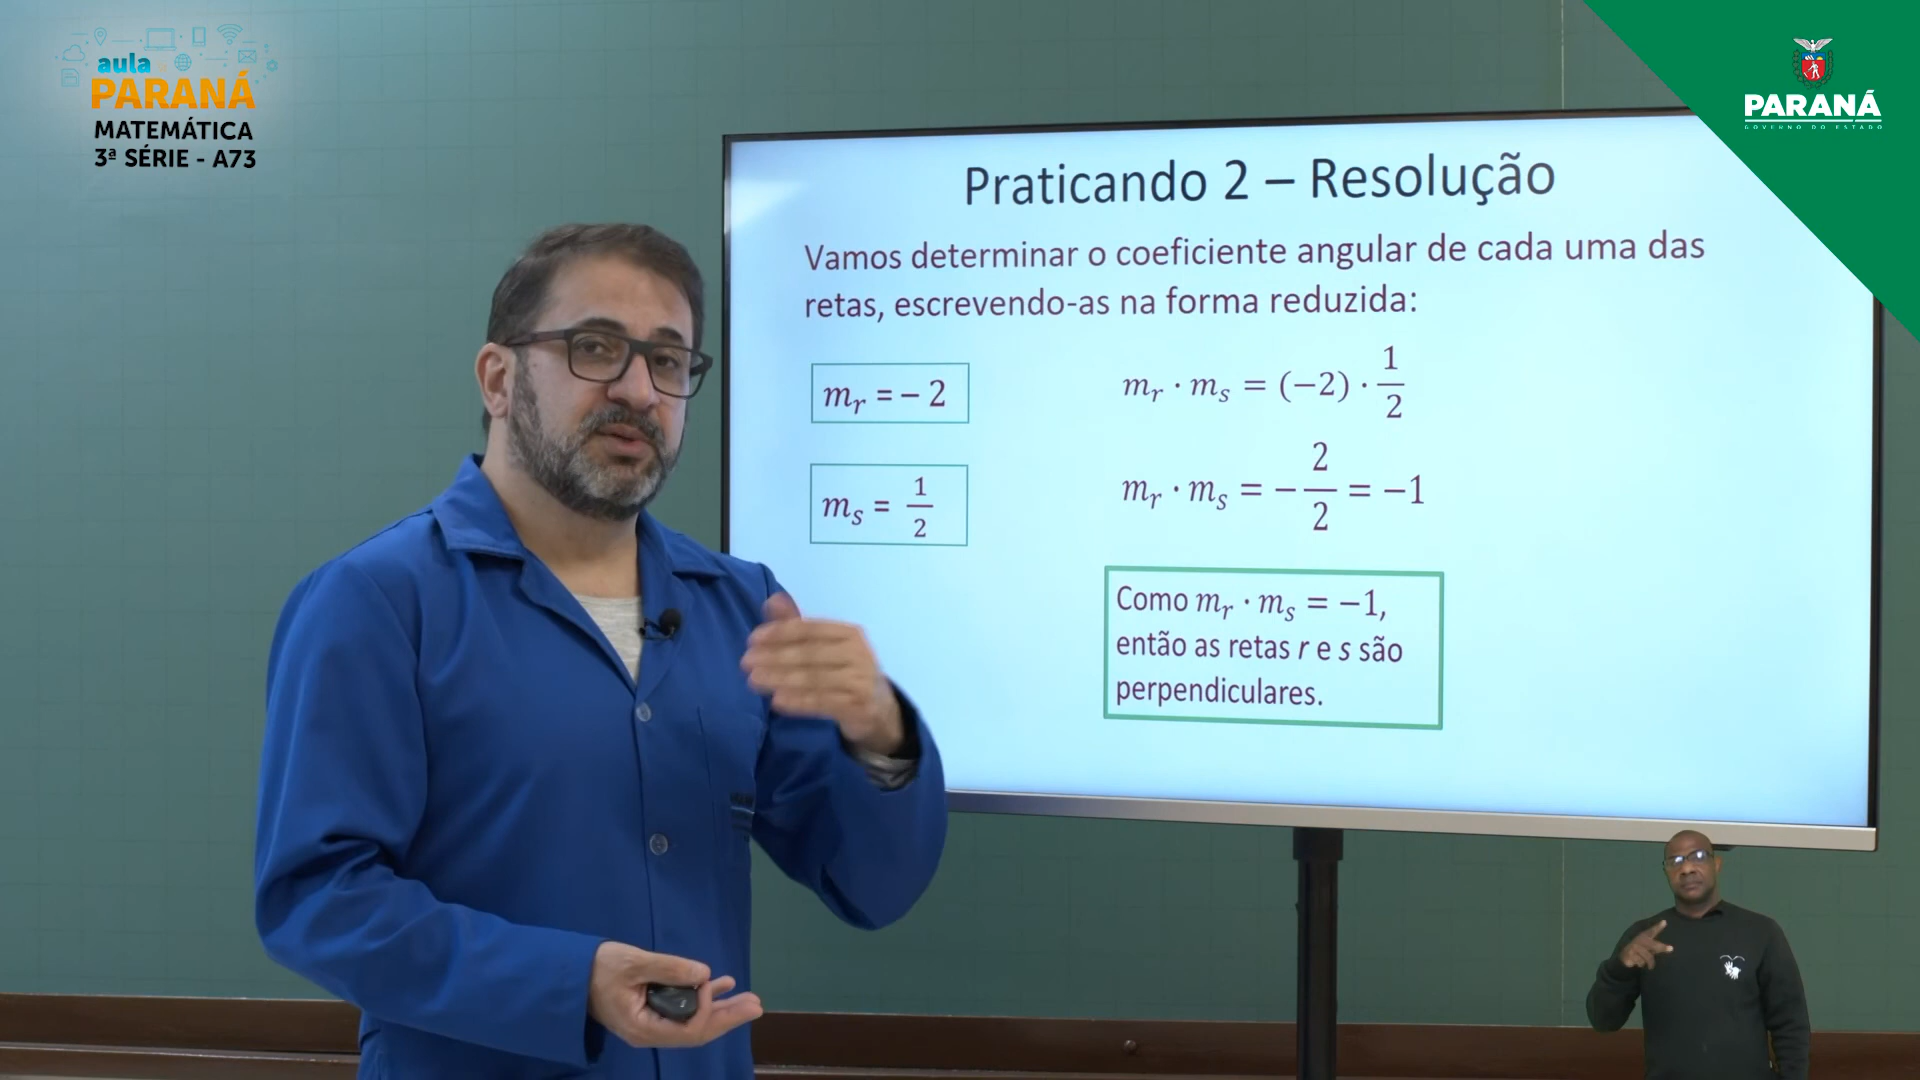 aula
PARANÁ
MATEMÁTICA
3ª SÉRIE - A73
PARANÁ
GOVERNO DO ESTADO
Praticando 2 – Resolução
Vamos determinar o coeficiente angular de cada uma das
retas, escrevendo-as na forma reduzida:
m_r = – 2
m_s = 1/2
m_r · m_s = (−2) · 1/2
m_r · m_s = − 2/2 = −1
Como m_r · m_s = −1,
então as retas r e s são
perpendiculares.